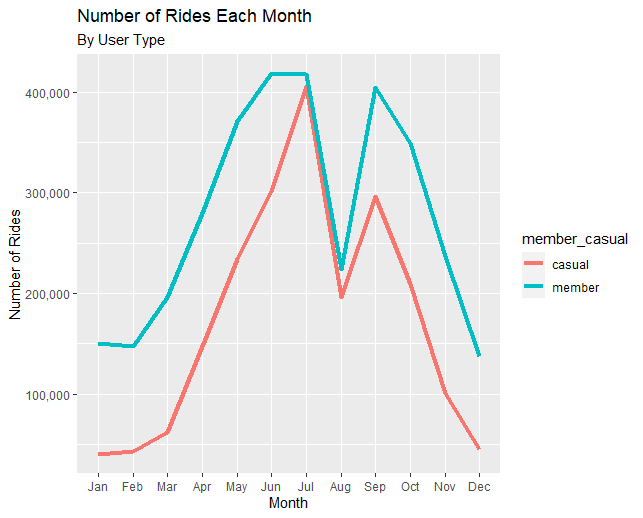 Number of Rides Each Month
By User Type
Number of Rides
400,000
300,000
200,000
100,000
Jan Feb Mar Apr May Jun Jul Aug Sep Oct Nov Dec
Month
member_casual
casual
member